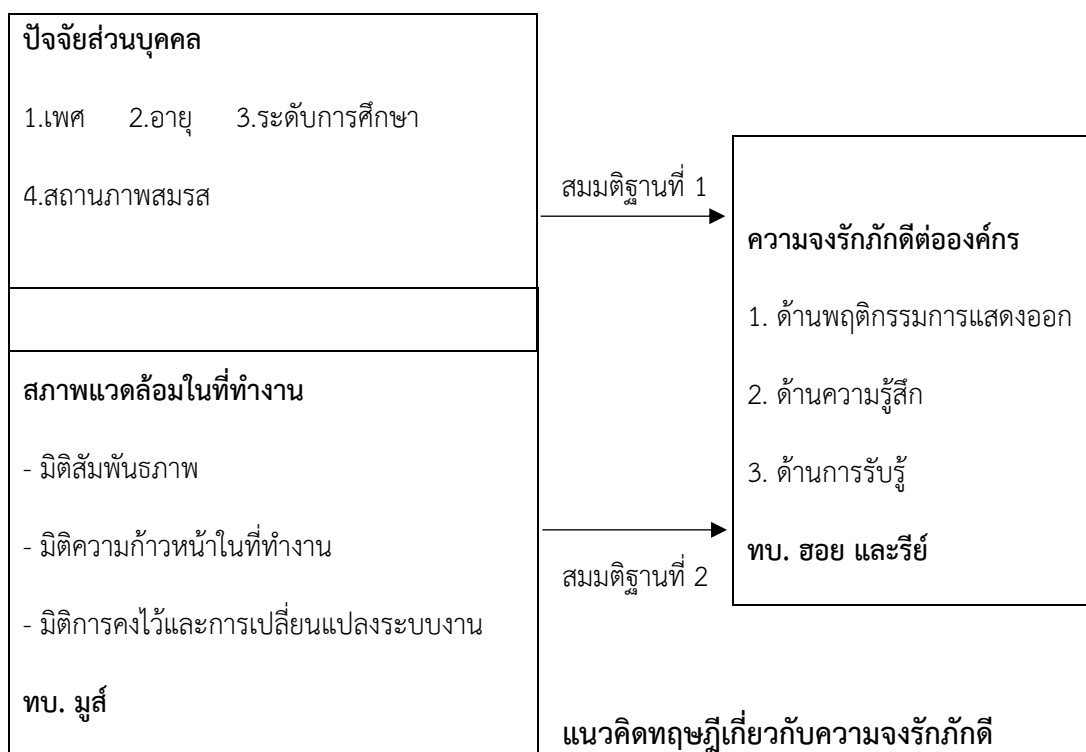 ปัจจัยส่วนบุคคล
1.เพศ 2.อายุ 3.ระดับการศึกษา
4.สถานภาพสมรส
สมมติฐานที่ 1
ความจงรักภักดีต่อองค์กร
1. ด้านพฤติกรรมการแสดงออก
2. ด้านความรู้สึก
3. ด้านการรับรู้
ทบ. ฮอย และรีย์
สภาพแวดล้อมในที่ทำงาน
- มิติสัมพันธภาพ
- มิติความก้าวหน้าในที่ทำงาน
- มิติการคงไว้และการเปลี่ยนแปลงระบบงาน
ทบ. มูส์
สมมติฐานที่ 2
แนวคิดทฤษฎีเกี่ยวกับความจงรักภักดี